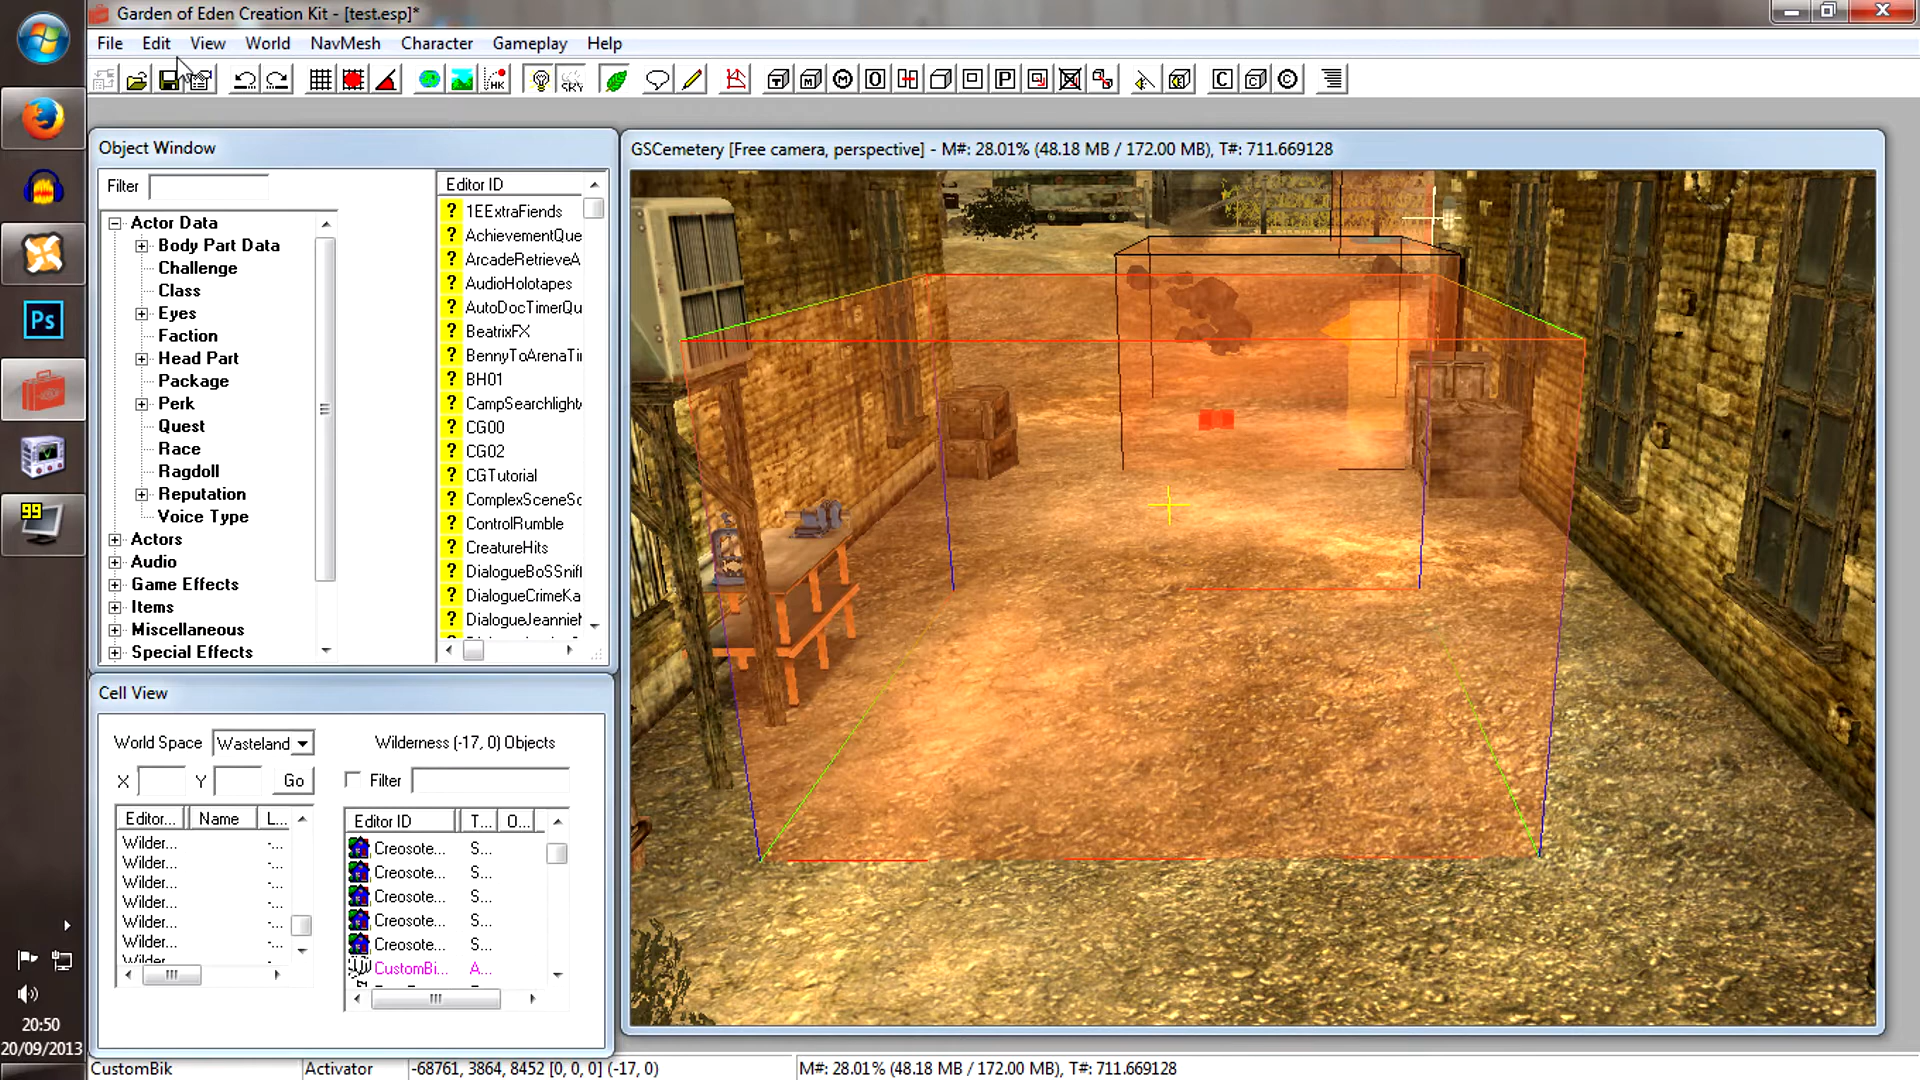 Garden of Eden Creation Kit - [test.esp]*
File Edit View World NavMesh Character Gameplay Help
Object Window
Filter
Actor Data
Body Part Data
Challenge
Class
Eyes
Faction
Head Part
Package
Perk
Quest
Race
Ragdoll
Reputation
Voice Type
Actors
Audio
Game Effects
Items
Miscellaneous
Special Effects
Editor ID
1EExtraFiends
AchievementQue
ArcadeRetrieveA
AudioHolotapes
AutoDocTimerQu
BeatrixFX
BennyToArenaTi
BH01
CampSearchlight
CG00
CG02
CGTutorial
ComplexSceneSc
ControlRumble
CreatureHits
DialogueBoSSnif
DialogueCrimeKa
DialogueJeannie
GSCemetery [Free camera, perspective] - M#: 28.01% (48.18 MB / 172.00 MB), T#: 711.669128
Cell View
World Space Wasteland
Wilderness (-17, 0) Objects
X Y Go
Filter
Editor... Name L...
Wilder... -...
Wilder... -...
Wilder... -...
Wilder... -...
Wilder... -...
Wilder... -...
Editor ID T... O...
Creosote... S...
Creosote... S...
Creosote... S...
Creosote... S...
Creosote... S...
CustomBi... A...
Ps
99
20:50
20/09/2013
CustomBik
Activator
-68761, 3864, 8452 [0, 0, 0] (-17, 0)
M#: 28.01% (48.18 MB / 172.00 MB), T#: 711.669128